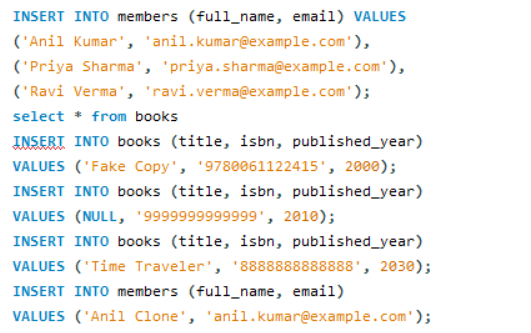 INSERT INTO members (full_name, email) VALUES
('Anil Kumar', 'anil.kumar@example.com'),
('Priya Sharma', 'priya.sharma@example.com'),
('Ravi Verma', 'ravi.verma@example.com');
select * from books
INSERT INTO books (title, isbn, published_year)
VALUES ('Fake Copy', '9780061122415', 2000);
INSERT INTO books (title, isbn, published_year)
VALUES (NULL, '9999999999999', 2010);
INSERT INTO books (title, isbn, published_year)
VALUES ('Time Traveler', '8888888888888', 2030);
INSERT INTO members (full_name, email)
VALUES ('Anil Clone', 'anil.kumar@example.com');